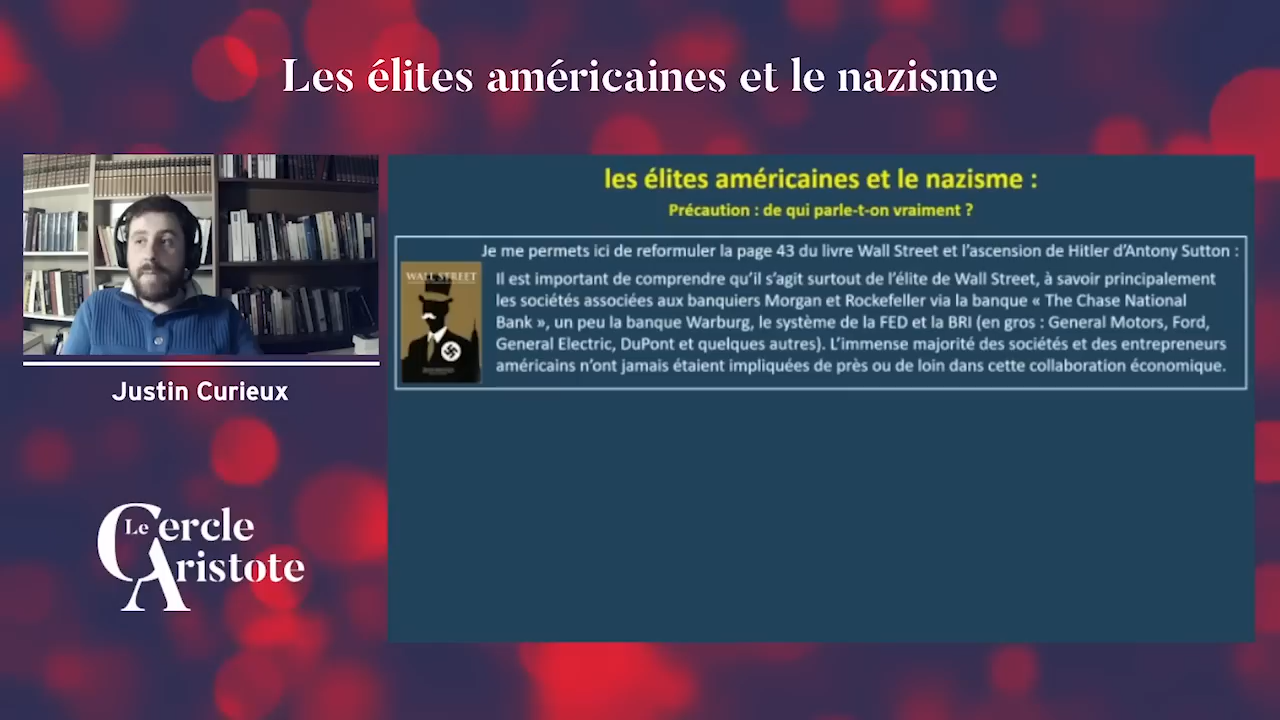 Les élites américaines et le nazisme
les élites américaines et le nazisme :
Précaution : de qui parle-t-on vraiment ?
Je me permets ici de reformuler la page 43 du livre Wall Street et l'ascension de Hitler d'Antony Sutton :
WALL STREET
Il est important de comprendre qu'il s'agit surtout de l'élite de Wall Street, à savoir principalement
les sociétés associées aux banquiers Morgan et Rockefeller via la banque « The Chase National
Bank », un peu la banque Warburg, le système de la FED et la BRI (en gros : General Motors, Ford,
General Electric, DuPont et quelques autres). L'immense majorité des sociétés et des entrepreneurs
américains n'ont jamais étaient impliquées de près ou de loin dans cette collaboration économique.
Justin Curieux
Le Cercle
Aristote